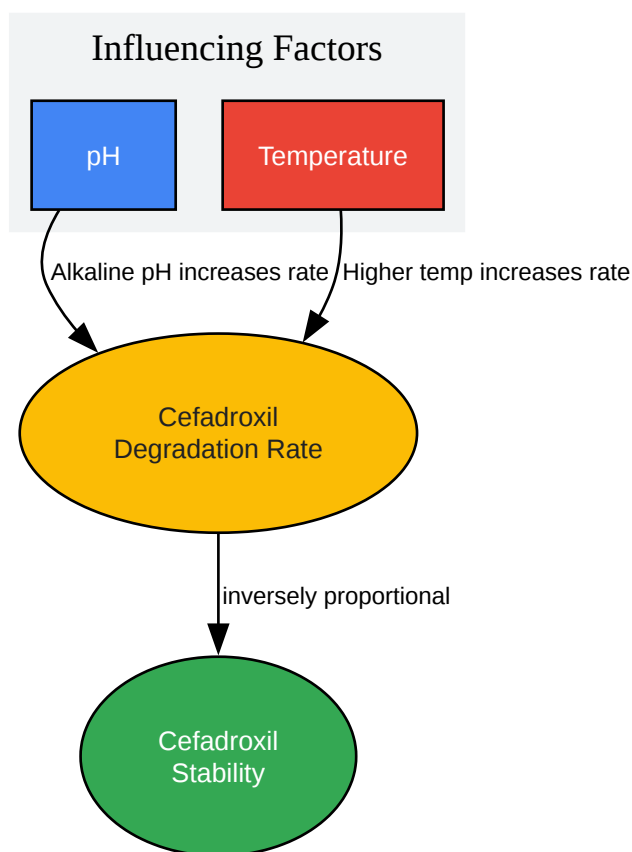 Influencing Factors
pH
Temperature
Alkaline pH increases rate
Higher temp increases rate
Cefadroxil
Degradation Rate
inversely proportional
Cefadroxil
Stability